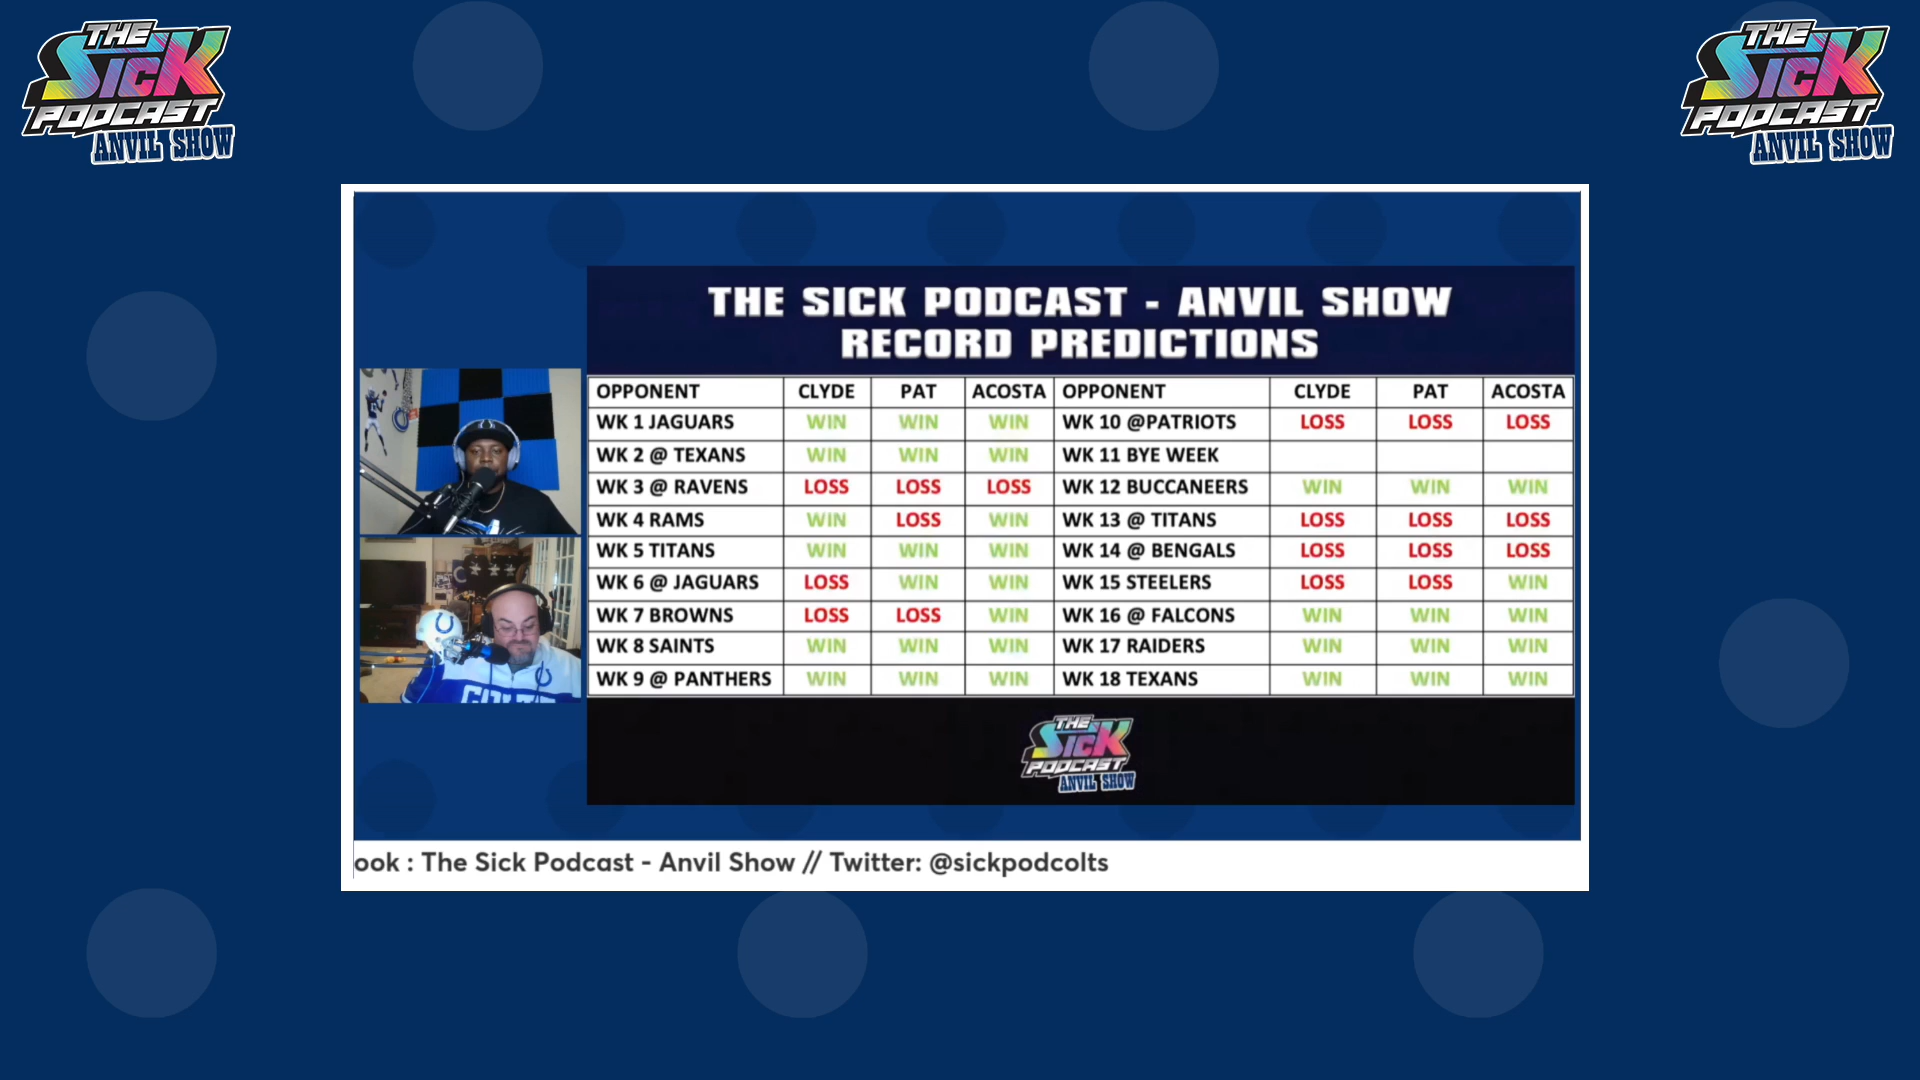 THE
SICK
PODCAST
ANVIL SHOW
THE
SICK
PODCAST
ANVIL SHOW
THE SICK PODCAST - ANVIL SHOW
RECORD PREDICTIONS
OPPONENT CLYDE PAT ACOSTA OPPONENT CLYDE PAT ACOSTA
WK 1 JAGUARS WIN WIN WIN WK 10 @PATRIOTS LOSS LOSS LOSS
WK 2 @ TEXANS WIN WIN WIN WK 11 BYE WEEK
WK 3 @ RAVENS LOSS LOSS LOSS WK 12 BUCCANEERS WIN WIN WIN
WK 4 RAMS WIN LOSS WIN WK 13 @ TITANS LOSS LOSS LOSS
WK 5 TITANS WIN WIN WIN WK 14 @ BENGALS LOSS LOSS LOSS
WK 6 @ JAGUARS LOSS WIN WIN WK 15 STEELERS LOSS LOSS WIN
WK 7 BROWNS LOSS LOSS WIN WK 16 @ FALCONS WIN WIN WIN
WK 8 SAINTS WIN WIN WIN WK 17 RAIDERS WIN WIN WIN
WK 9 @ PANTHERS WIN WIN WIN WK 18 TEXANS WIN WIN WIN
COLTS
THE
SICK
PODCAST
ANVIL SHOW
ook : The Sick Podcast - Anvil Show // Twitter: @sickpodcolts